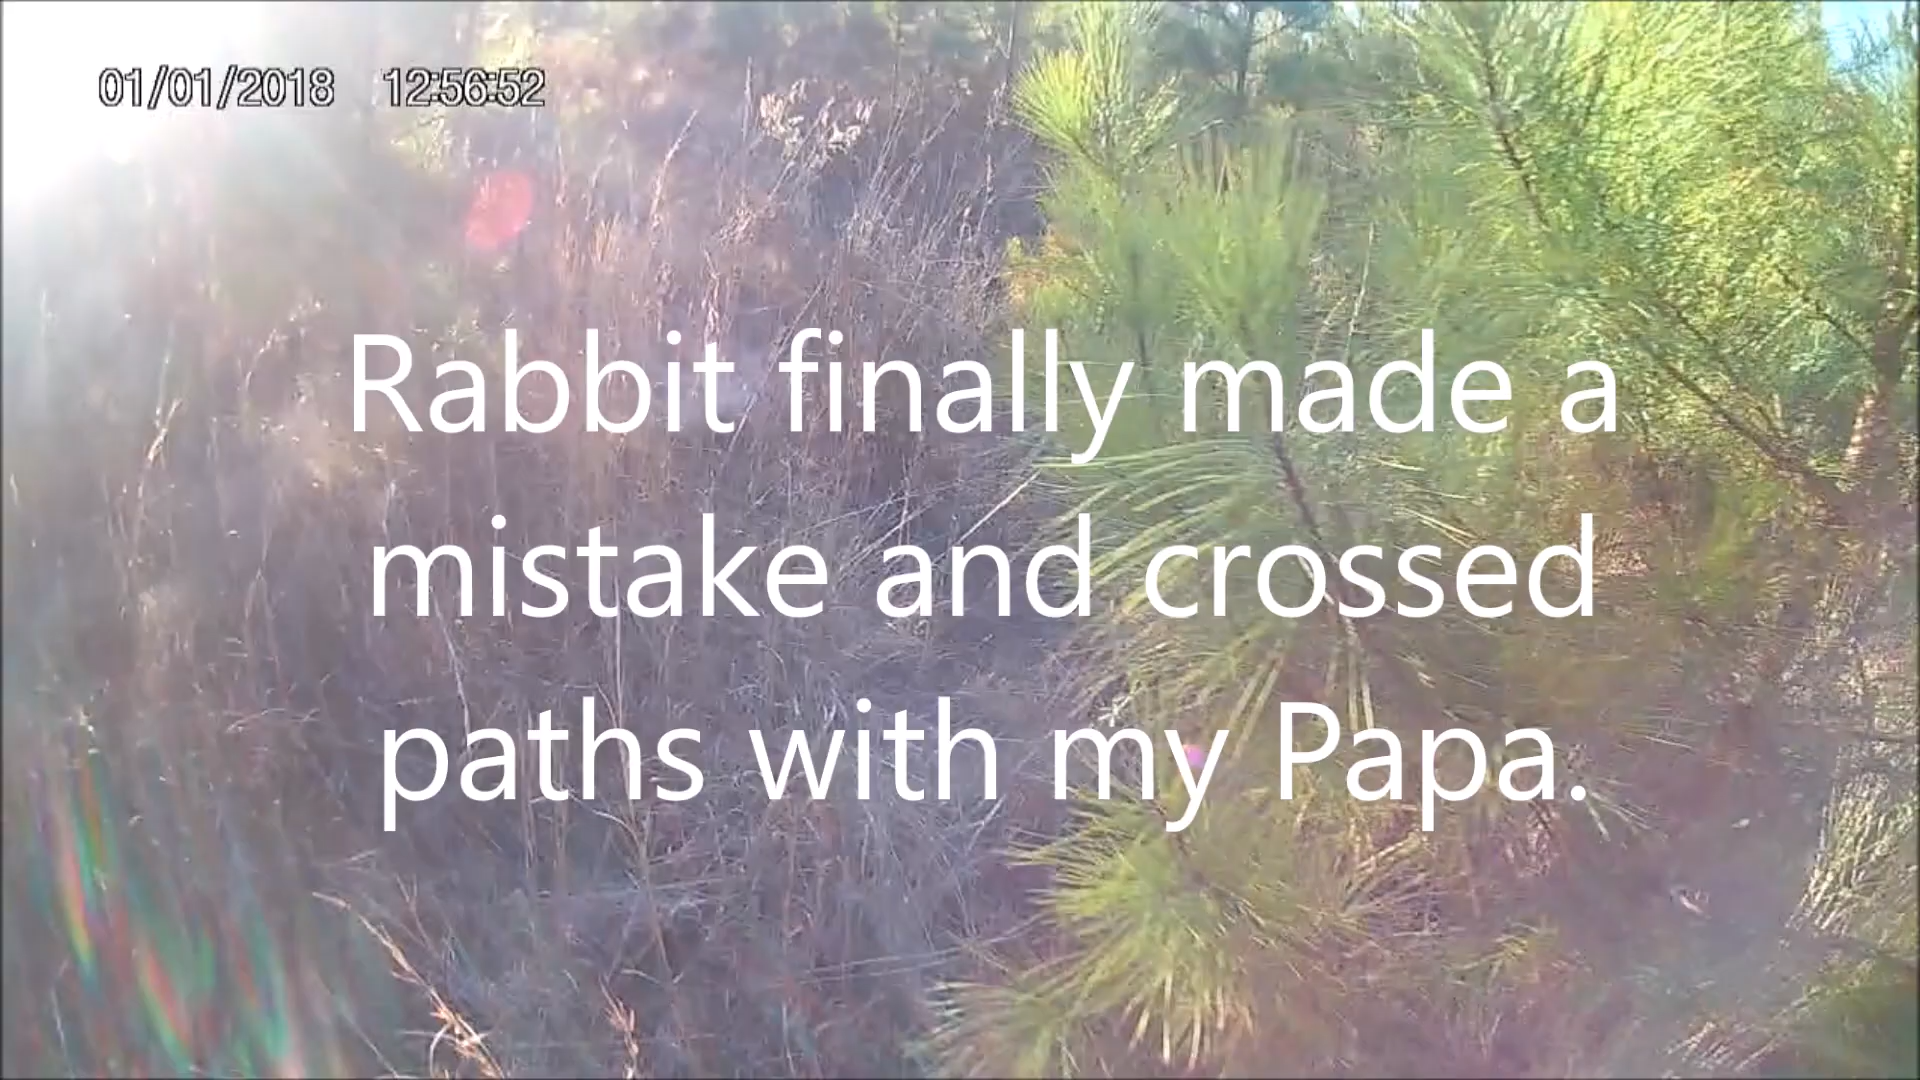 01/01/2018 12:56:52
Rabbit finally made a
mistake and crossed
paths with my Papa.